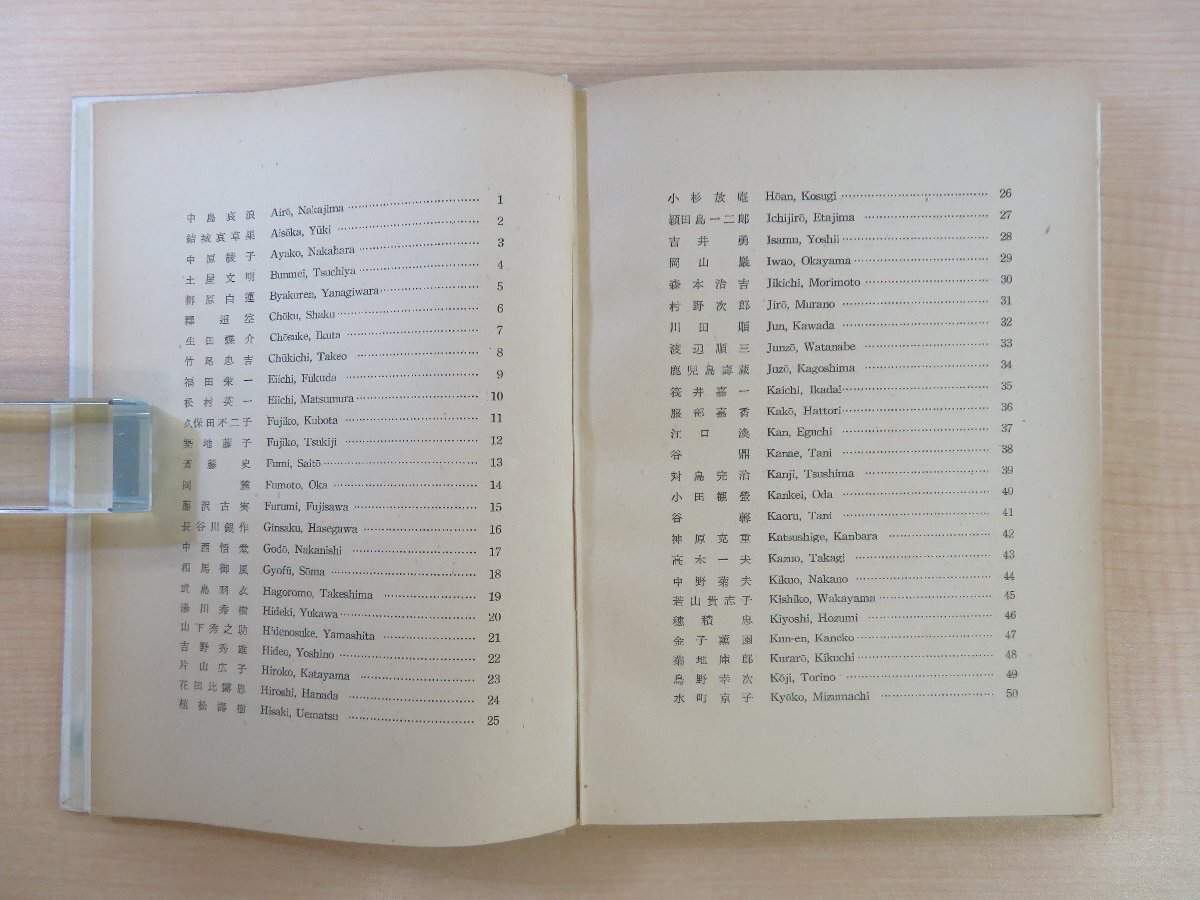 中島哀浪 Airō, Nakajima 1
結城哀草果 Aisōka, Yūki 2
中原綾子 Ayako, Nakahara 3
土屋文明 Bunmei, Tsuchiya 4
柳原白蓮 Byakuren, Yanagiwara 5
釋迢空 Chōku, Shaku 6
生田蝶介 Chōsuke, Ikuta 7
竹尾忠吉 Chūkichi, Takeo 8
福田栄一 Eiichi, Fukuda 9
松村英一 Eiichi, Matsumura 10
久保田不二子 Fujiko, Kubota 11
築地藤子 Fujiko, Tsukiji 12
斎藤史 Fumi, Saitō 13
岡麓 Fumoto, Oka 14
藤沢古実 Furumi, Fujisawa 15
長谷川銀作 Ginsaku, Hasegawa 16
中西悟堂 Godō, Nakanishi 17
相馬御風 Gyofū, Sōma 18
武島羽衣 Hagoromo, Takeshima 19
湯川秀樹 Hideki, Yukawa 20
山下秀之助 H'denosuke, Yamashita 21
吉野秀雄 Hideo, Yoshino 22
片山広子 Hiroko, Katayama 23
花田比露思 Hiroshi, Hanada 24
植松壽樹 Hisaki, Uematsu 25
小杉放庵 Hōan, Kosugi 26
頴田島一二郎 Ichijirō, Etajima 27
吉井勇 Isamu, Yoshii 28
岡山巖 Iwao, Okayama 29
森本治吉 Jikichi, Morimoto 30
村野次郎 Jirō, Murano 31
川田順 Jun, Kawada 32
渡辺順三 Junzō, Watanabe 33
鹿児島壽蔵 Juzō, Kagoshima 34
筏井嘉一 Kaichi, Ikadai 35
服部嘉香 Kakō, Hattori 36
江口渙 Kan, Eguchi 37
谷鼎 Kanae, Tani 38
対島完治 Kanji, Tsushima 39
小田観螢 Kankei, Oda 40
谷馨 Kaoru, Tani 41
神原克重 Katsushige, Kanbara 42
高木一夫 Kazuo, Takagi 43
中野菊夫 Kikuo, Nakano 44
若山貴志子 Kishiko, Wakayama 45
穂積忠 Kiyoshi, Hozumi 46
金子薫園 Kun-en, Kaneko 47
菊地庫郎 Kurarō, Kikuchi 48
鳥野幸次 Kōji, Torino 49
水町京子 Kyōko, Mizumachi 50